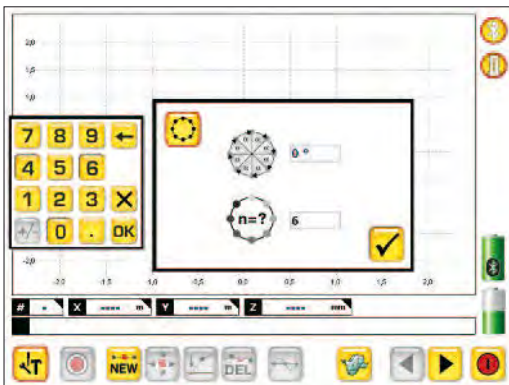 2,0
1,5
1,0
7 8 9 ←
4 5 6
1 2 3 X
+/- 0 . OK
α α α α α α α α
0 °
n=?
6
-2,0
-2,0 -1,5 -1,0 -0,5 0,0 0,5 1,0 1,5 2,0
# - X ---- m Y ---- m Z ---- mm
T NEW DEL